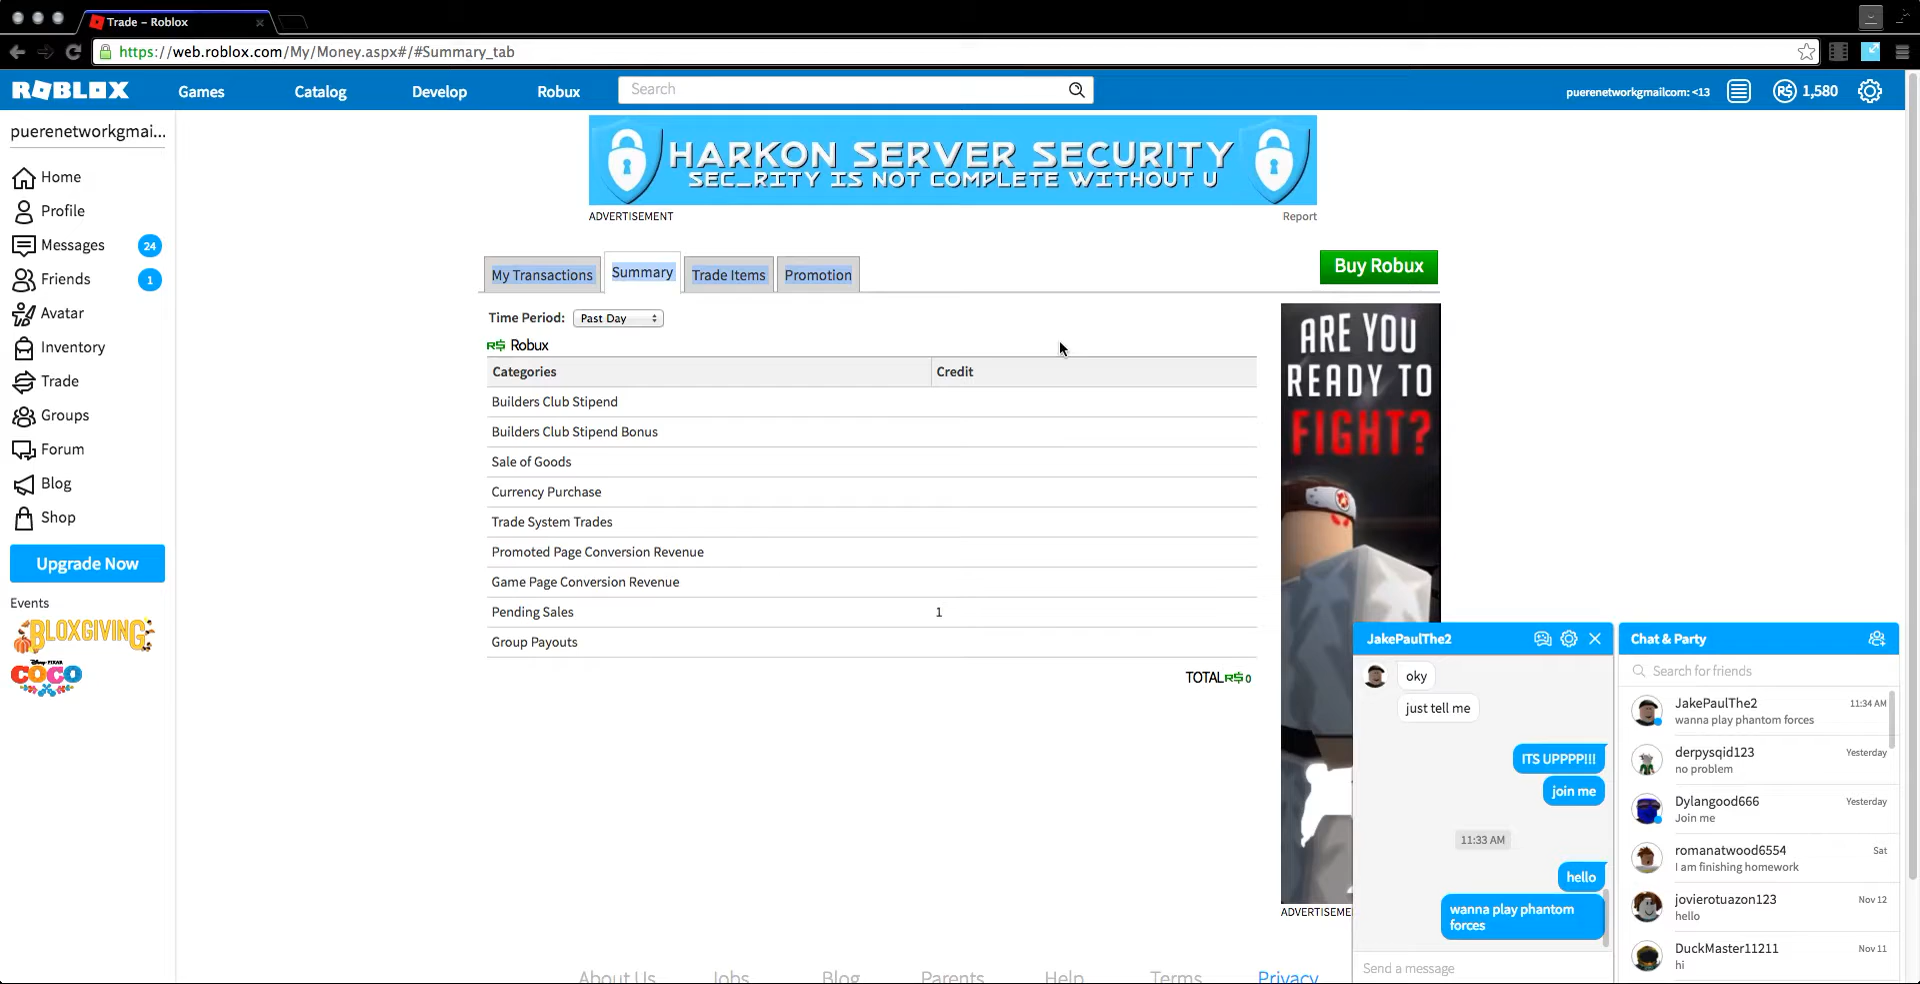 Trade – Roblox
https://web.roblox.com/My/Money.aspx#/#Summary_tab
ROBLOX
Games
Catalog
Develop
Robux
Search
puerenetworkgmailcom: <13
R$ 1,580
puerenetworkgmai...
Home
Profile
Messages 24
Friends 1
Avatar
Inventory
Trade
Groups
Forum
Blog
Shop
Upgrade Now
Events
BLOXGIVING
Disney PIXAR
COCO
HARKON SERVER SECURITY
SEC_RITY IS NOT COMPLETE WITHOUT U
ADVERTISEMENT
Report
My Transactions
Summary
Trade Items
Promotion
Buy Robux
Time Period: Past Day
R$ Robux
Categories Credit
Builders Club Stipend
Builders Club Stipend Bonus
Sale of Goods
Currency Purchase
Trade System Trades
Promoted Page Conversion Revenue
Game Page Conversion Revenue
Pending Sales 1
Group Payouts
TOTAL R$ 0
ARE YOU
READY TO
FIGHT?
ADVERTISEME
JakePaulThe2
oky
just tell me
ITS UPPPP!!!
join me
11:33 AM
hello
wanna play phantom
forces
Send a message
Chat & Party
Search for friends
JakePaulThe2 11:34 AM
wanna play phantom forces
derpysqid123 Yesterday
no problem
Dylangood666 Yesterday
Join me
romanatwood6554 Sat
I am finishing homework
jovierotuazon123 Nov 12
hello
DuckMaster11211 Nov 11
hi
About Us
Jobs
Blog
Parents
Help
Terms
Privacy